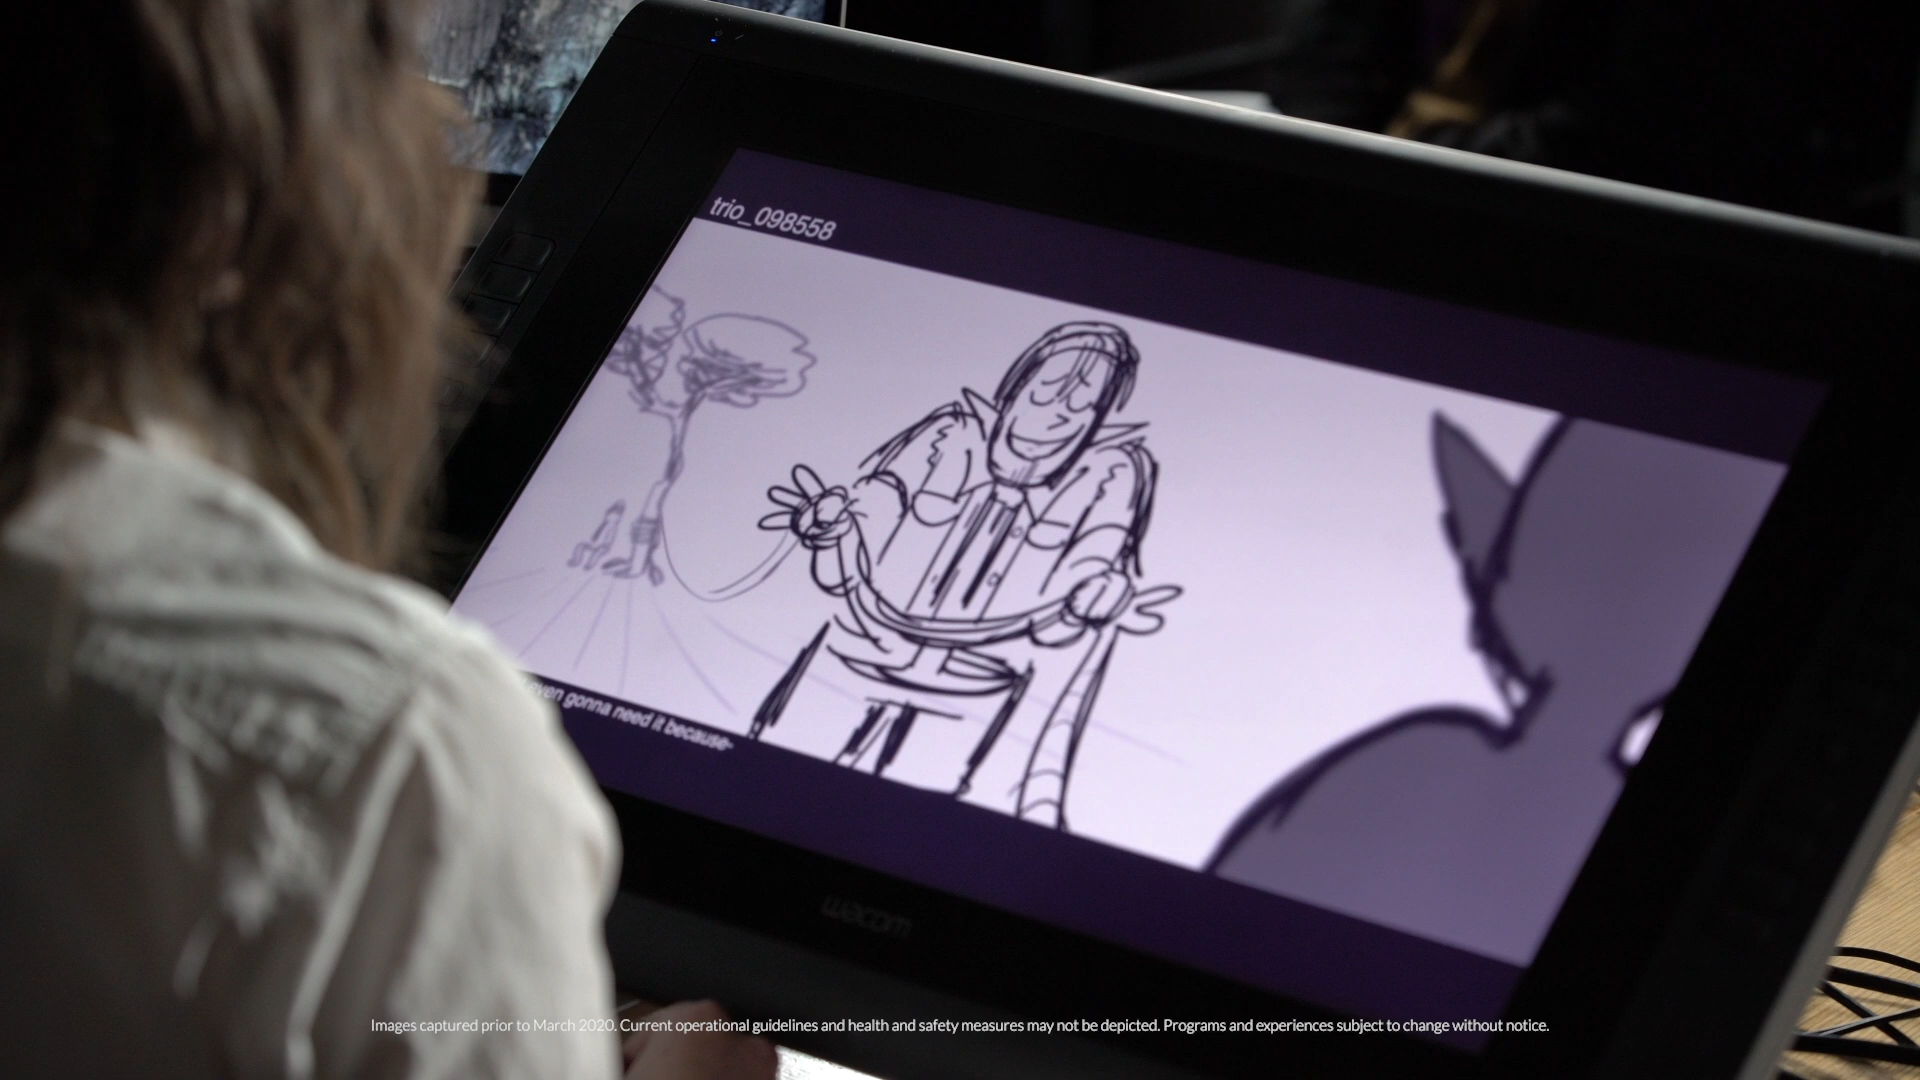 trio_098558
even gonna need it because-
wacom
Images captured prior to March 2020. Current operational guidelines and health and safety measures may not be depicted. Programs and experiences subject to change without notice.